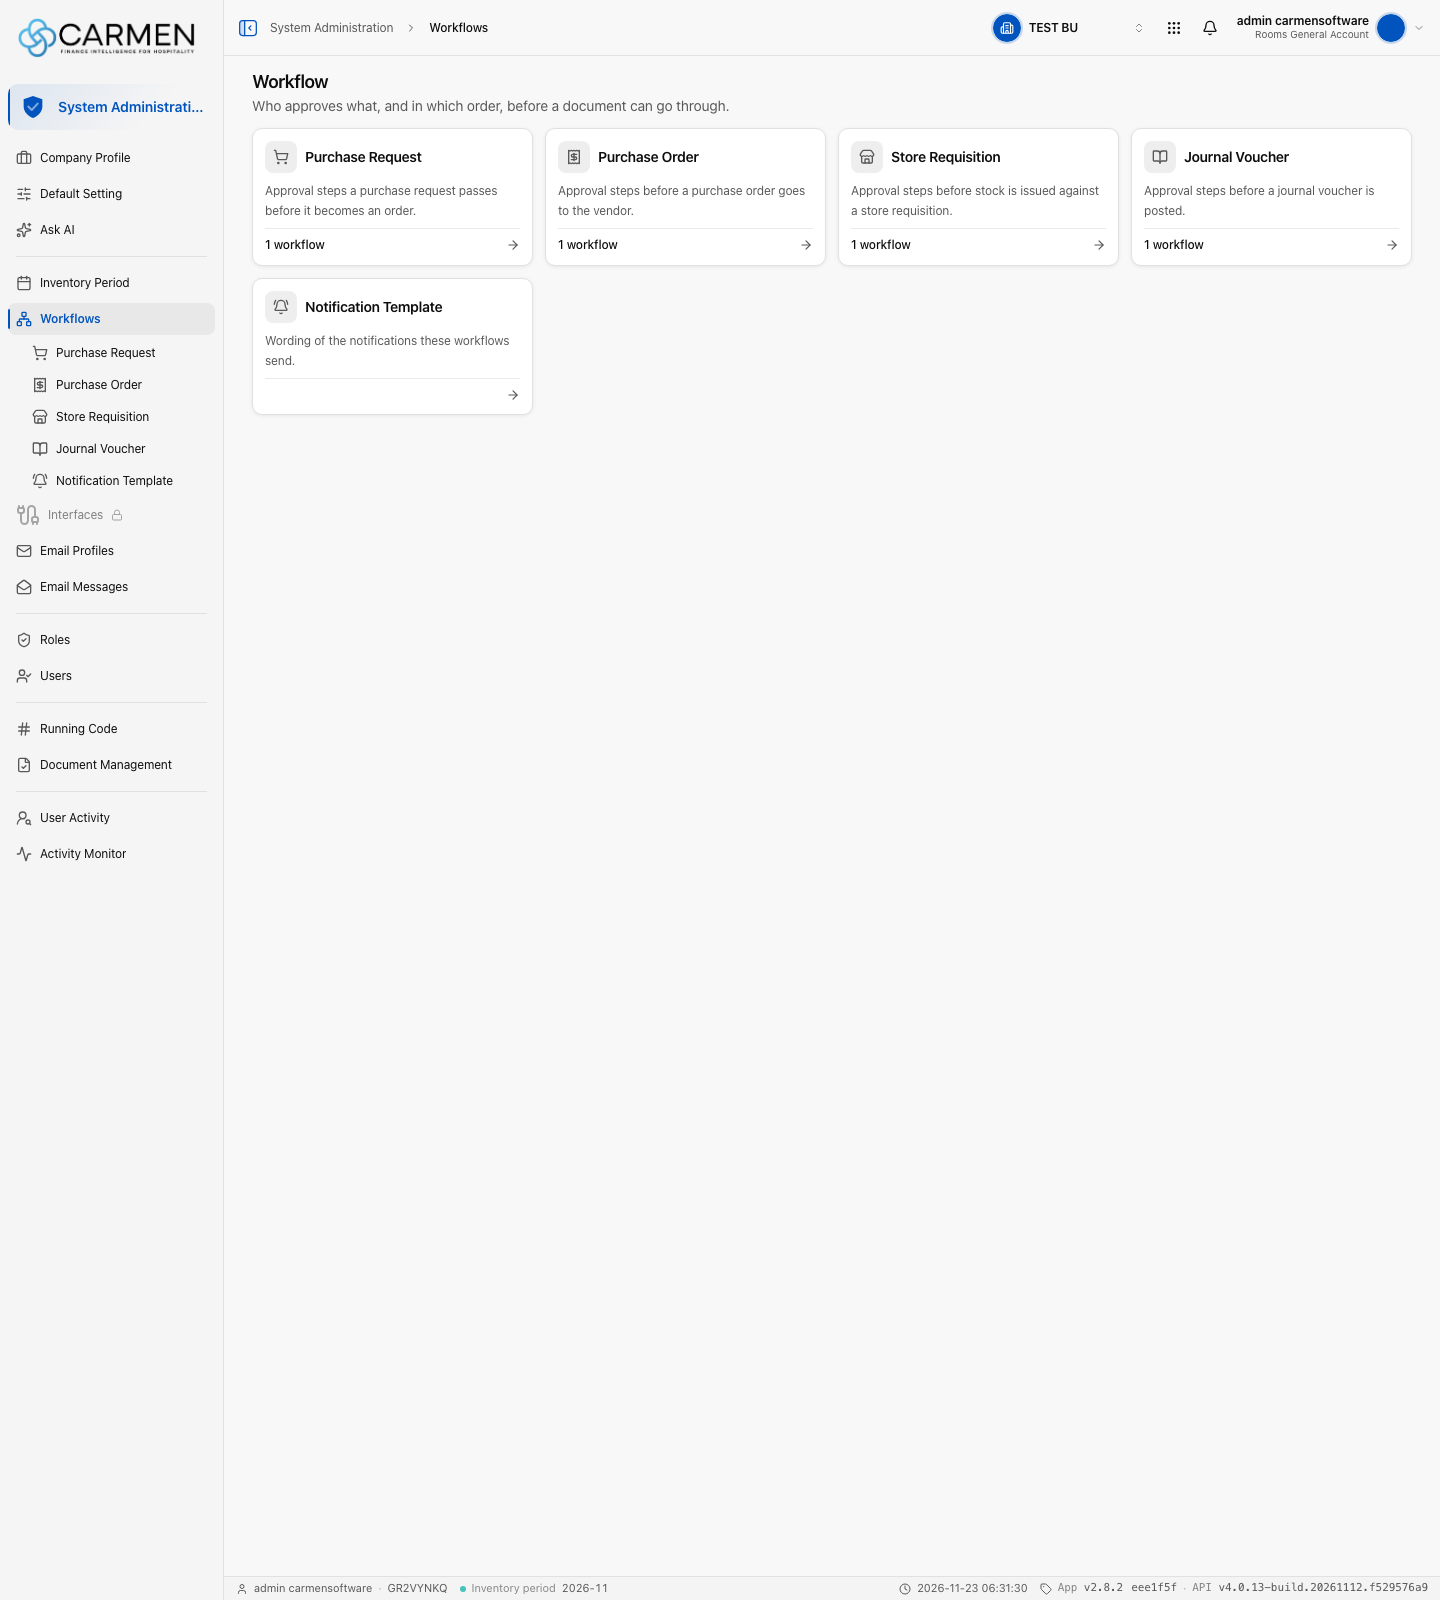 CARMEN
FINANCE INTELLIGENCE FOR HOSPITALITY
System Administrati...
Company Profile
Default Setting
Ask AI
Inventory Period
Workflows
Purchase Request
Purchase Order
Store Requisition
Journal Voucher
Notification Template
Interfaces
Email Profiles
Email Messages
Roles
Users
Running Code
Document Management
User Activity
Activity Monitor
System Administration > Workflows
TEST BU
admin carmensoftware
Rooms General Account
Workflow
Who approves what, and in which order, before a document can go through.
Purchase Request
Approval steps a purchase request passes
before it becomes an order.
1 workflow
Purchase Order
Approval steps before a purchase order goes
to the vendor.
1 workflow
Store Requisition
Approval steps before stock is issued against
a store requisition.
1 workflow
Journal Voucher
Approval steps before a journal voucher is
posted.
1 workflow
Notification Template
Wording of the notifications these workflows
send.
admin carmensoftware · GR2VYNKQ Inventory period 2026-11
2026-11-23 06:31:30 App v2.8.2 eee1f5f · API v4.0.13-build.20261112.f529576a9